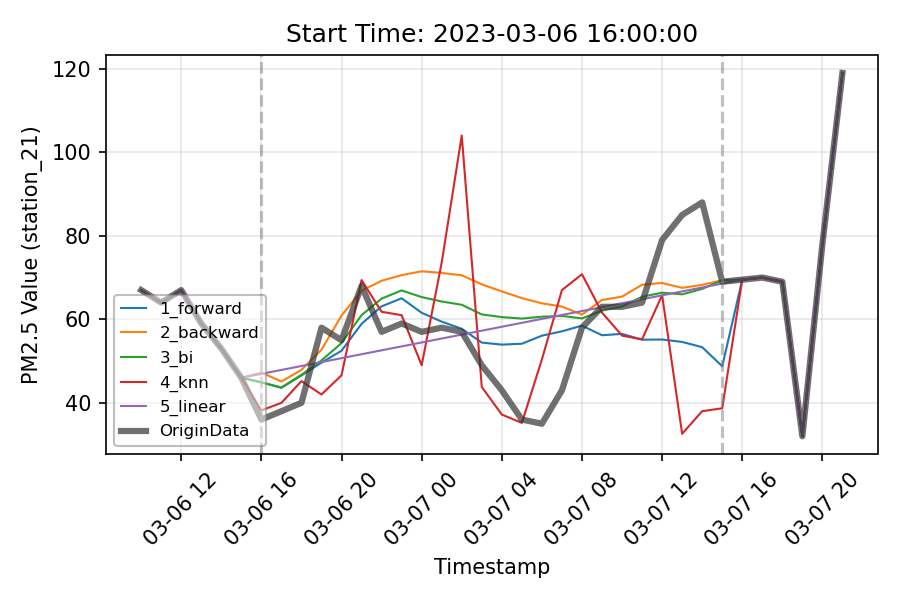 Start Time: 2023-03-06 16:00:00
PM2.5 Value (station_21)
120
100
80
60
40
1_forward
2_backward
3_bi
4_knn
5_linear
OriginData
03-06 12
03-06 16
03-06 20
03-07 00
03-07 04
03-07 08
03-07 12
03-07 16
03-07 20
Timestamp